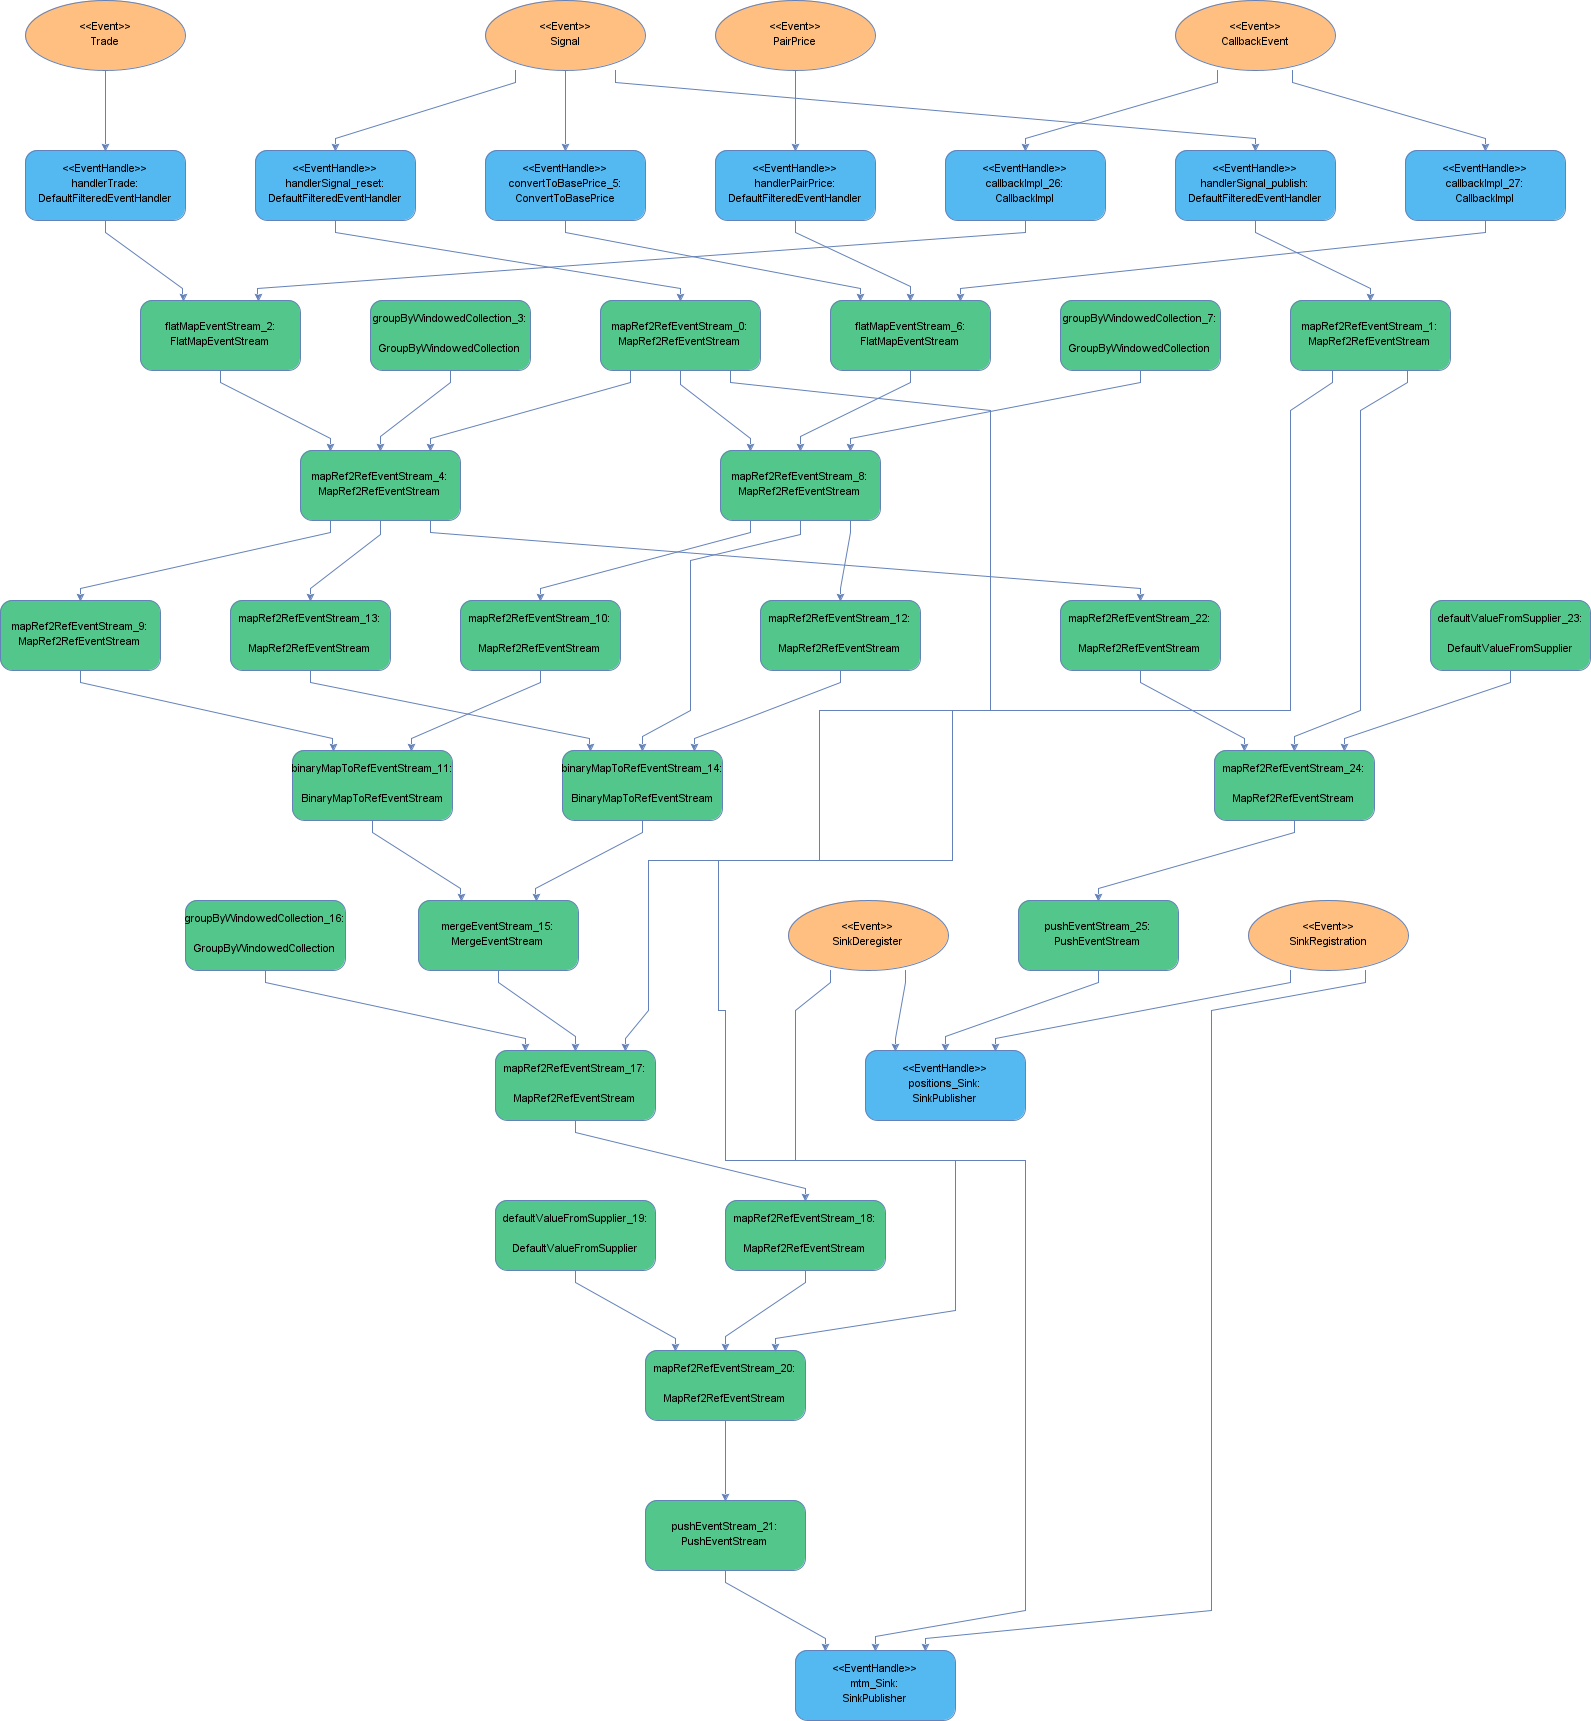 <<Event>>
Trade
<<Event>>
Signal
<<Event>>
PairPrice
<<Event>>
CallbackEvent
<<EventHandle>>
handlerTrade:
DefaultFilteredEventHandler
<<EventHandle>>
handlerSignal_reset:
DefaultFilteredEventHandler
<<EventHandle>>
convertToBasePrice_5:
ConvertToBasePrice
<<EventHandle>>
handlerPairPrice:
DefaultFilteredEventHandler
<<EventHandle>>
callbackImpl_26:
CallbackImpl
<<EventHandle>>
handlerSignal_publish:
DefaultFilteredEventHandler
<<EventHandle>>
callbackImpl_27:
CallbackImpl
flatMapEventStream_2:
FlatMapEventStream
groupByWindowedCollection_3:
GroupByWindowedCollection
mapRef2RefEventStream_0:
MapRef2RefEventStream
flatMapEventStream_6:
FlatMapEventStream
groupByWindowedCollection_7:
GroupByWindowedCollection
mapRef2RefEventStream_1:
MapRef2RefEventStream
mapRef2RefEventStream_4:
MapRef2RefEventStream
mapRef2RefEventStream_8:
MapRef2RefEventStream
mapRef2RefEventStream_9:
MapRef2RefEventStream
mapRef2RefEventStream_13:
MapRef2RefEventStream
mapRef2RefEventStream_10:
MapRef2RefEventStream
mapRef2RefEventStream_12:
MapRef2RefEventStream
mapRef2RefEventStream_22:
MapRef2RefEventStream
defaultValueFromSupplier_23:
DefaultValueFromSupplier
binaryMapToRefEventStream_11:
BinaryMapToRefEventStream
binaryMapToRefEventStream_14:
BinaryMapToRefEventStream
mapRef2RefEventStream_24:
MapRef2RefEventStream
groupByWindowedCollection_16:
GroupByWindowedCollection
mergeEventStream_15:
MergeEventStream
<<Event>>
SinkDeregister
pushEventStream_25:
PushEventStream
<<Event>>
SinkRegistration
mapRef2RefEventStream_17:
MapRef2RefEventStream
<<EventHandle>>
positions_Sink:
SinkPublisher
defaultValueFromSupplier_19:
DefaultValueFromSupplier
mapRef2RefEventStream_18:
MapRef2RefEventStream
mapRef2RefEventStream_20:
MapRef2RefEventStream
pushEventStream_21:
PushEventStream
<<EventHandle>>
mtm_Sink:
SinkPublisher